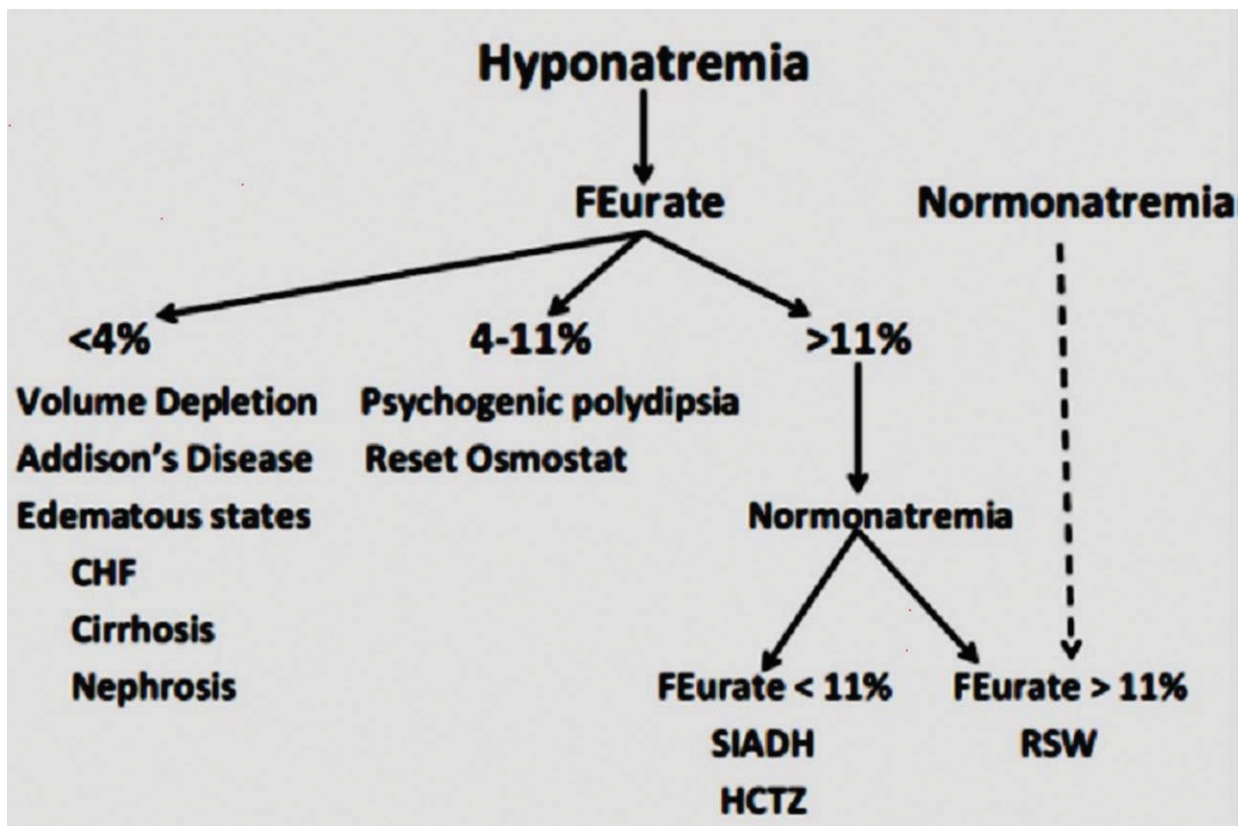 Hyponatremia
FEurate
Normonatremia
<4%
4-11%
>11%
Volume Depletion
Addison's Disease
Edematous states
CHF
Cirrhosis
Nephrosis
Psychogenic polydipsia
Reset Osmostat
Normonatremia
FEurate < 11%
SIADH
HCTZ
FEurate > 11%
RSW